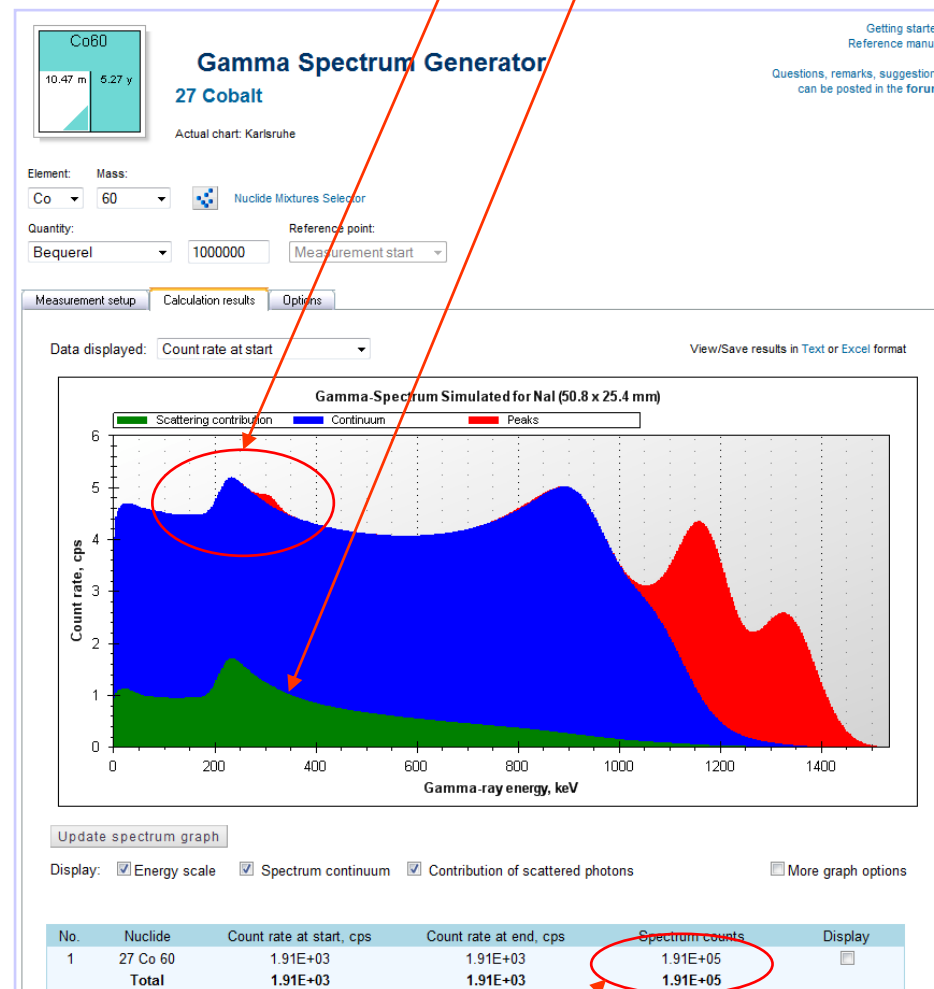 Co60
10.47 m 5.27 y
Gamma Spectrum Generator
27 Cobalt
Actual chart: Karlsruhe
Getting starte
Reference manu
Questions, remarks, suggestion
can be posted in the forun
Element: Mass:
Co 60 Nuclide Mixtures Selector
Quantity: Reference point:
Bequerel 1000000 Measurement start
Measurement setup Calculation results Options
Data displayed: Count rate at start View/Save results in Text or Excel format
Gamma-Spectrum Simulated for NaI (50.8 x 25.4 mm)
Scattering contribution Continuum Peaks
Count rate, cps
6
5
4
3
2
1
0
0 200 400 600 800 1000 1200 1400
Gamma-ray energy, keV
Update spectrum graph
Display: Energy scale Spectrum continuum Contribution of scattered photons More graph options
No. Nuclide Count rate at start, cps Count rate at end, cps Spectrum counts Display
1 27 Co 60 1.91E+03 1.91E+03 1.91E+05
Total 1.91E+03 1.91E+03 1.91E+05